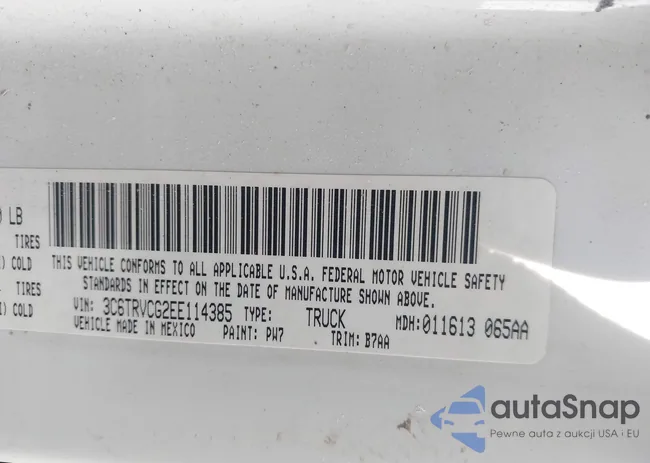 LB
TIRES
COLD
TIRES
COLD
THIS VEHICLE CONFORMS TO ALL APPLICABLE U.S.A. FEDERAL MOTOR VEHICLE SAFETY
STANDARDS IN EFFECT ON THE DATE OF MANUFACTURE SHOWN ABOVE.
VIN: 3C6TRVCG2EE114385 TYPE: TRUCK MDH:011613 065AA
VEHICLE MADE IN MEXICO PAINT: PW7 TRIM: B7AA
autaSnap
Pewne auta z aukcji USA i EU